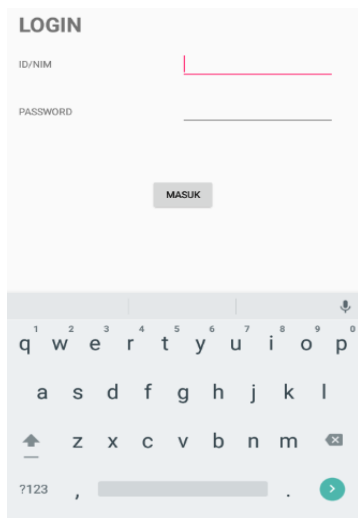 LOGIN
ID/NIM
PASSWORD
MASUK
1 2 3 4 5 6 7 8 9 0
q w e r t y u i o p
a s d f g h j k l
z x c v b n m
?123 , .